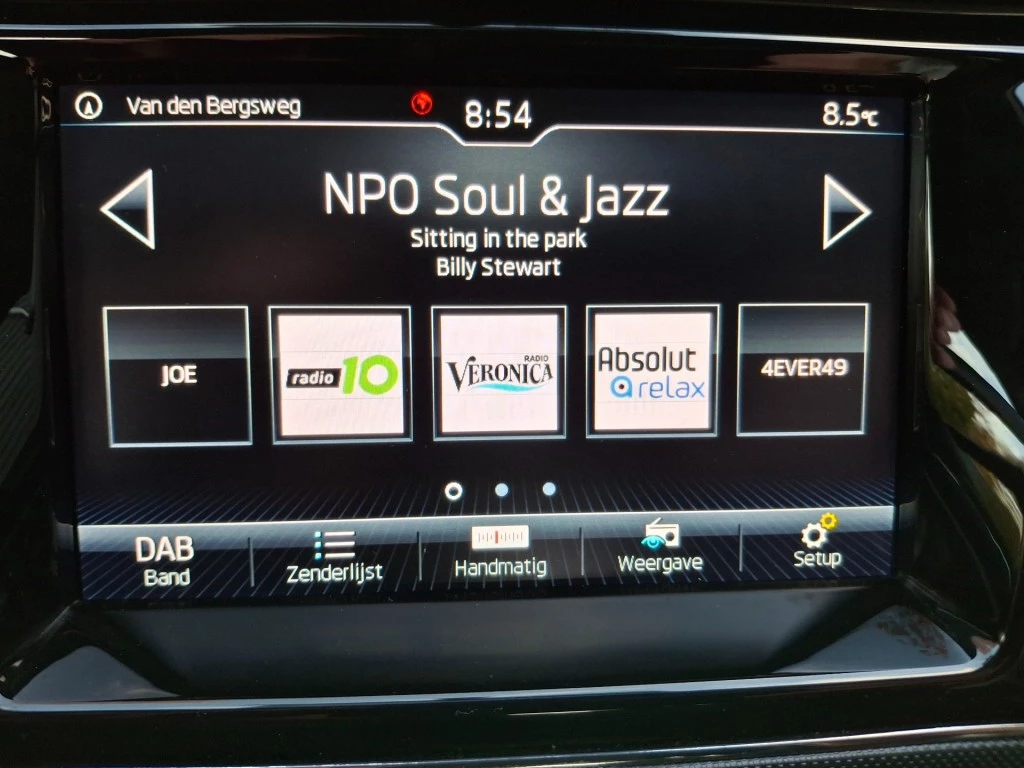 Van den Bergsweg
8:54
8.5°C
NPO Soul & Jazz
Sitting in the park
Billy Stewart
JOE
radio 10
RADIO
VERONICA
Absolut
relax
4EVER49
DAB
Band
Zenderlijst
Handmatig
Weergave
Setup